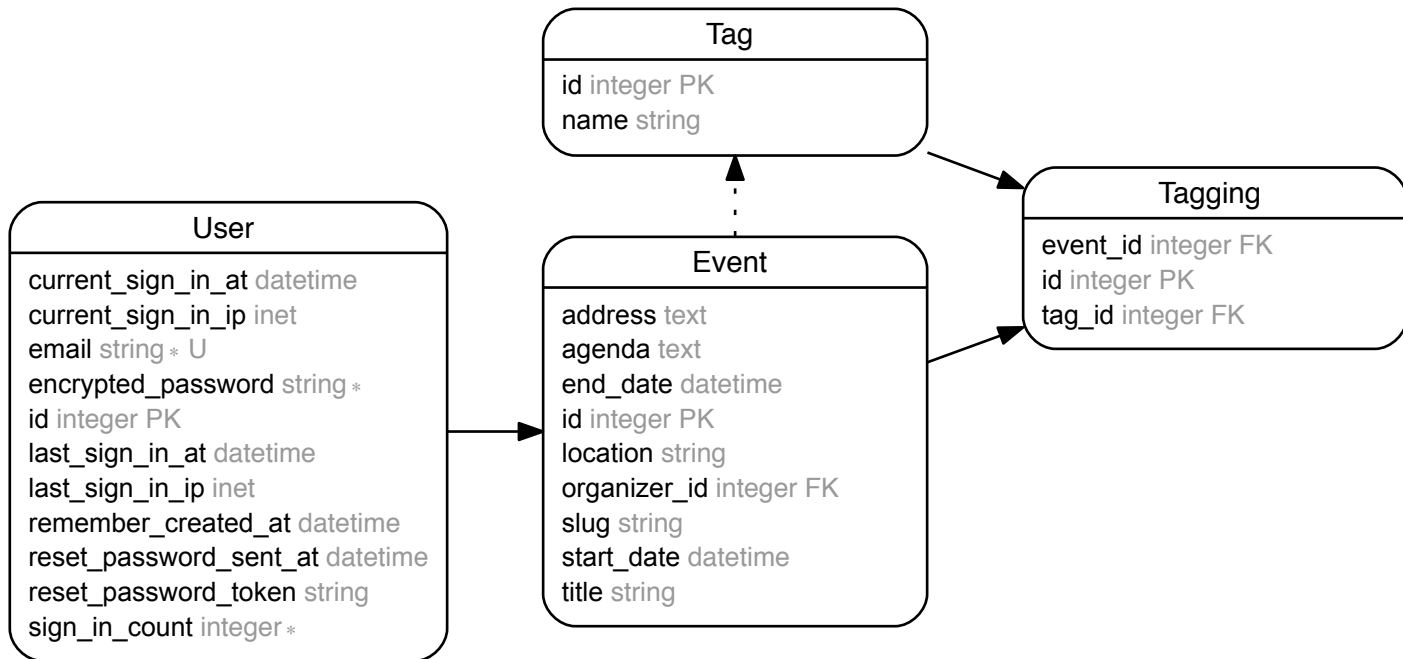 Tag
id integer PK
name string
Tagging
event_id integer FK
id integer PK
tag_id integer FK
User
current_sign_in_at datetime
current_sign_in_ip inet
email string * U
encrypted_password string *
id integer PK
last_sign_in_at datetime
last_sign_in_ip inet
remember_created_at datetime
reset_password_sent_at datetime
reset_password_token string
sign_in_count integer *
Event
address text
agenda text
end_date datetime
id integer PK
location string
organizer_id integer FK
slug string
start_date datetime
title string